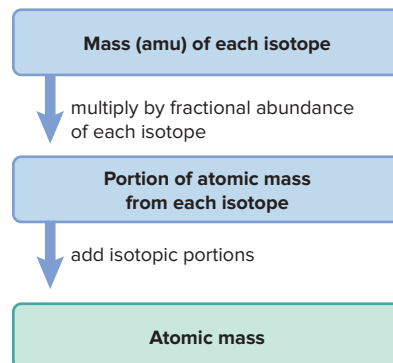 Mass (amu) of each isotope
multiply by fractional abundance
of each isotope
Portion of atomic mass
from each isotope
add isotopic portions
Atomic mass